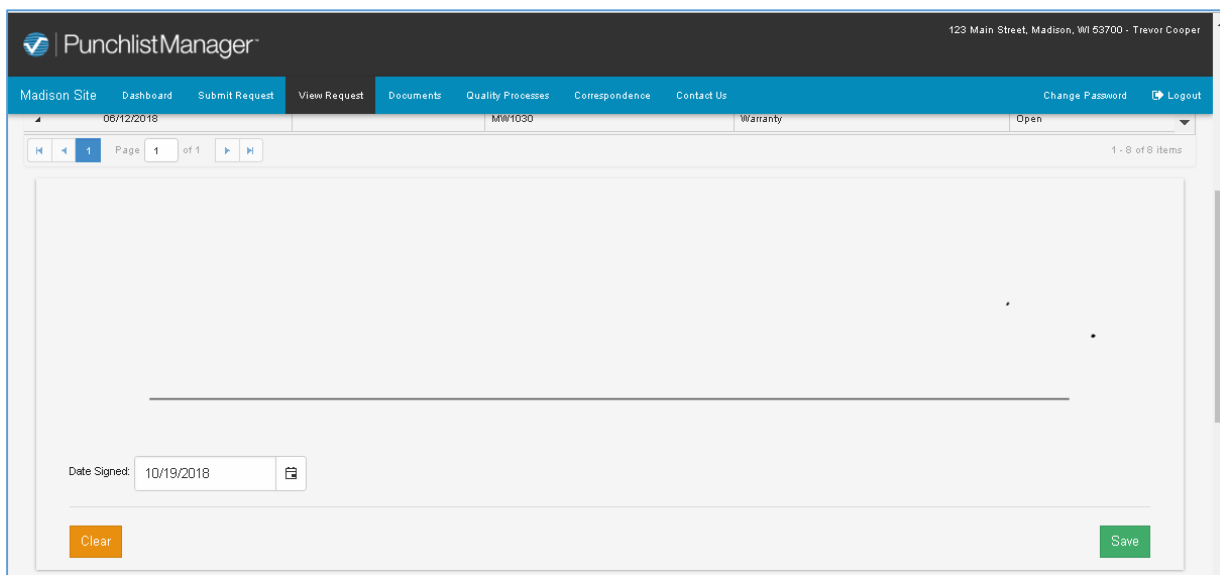 123 Main Street, Madison, WI 53700 - Trevor Cooper
PunchlistManager™
Madison Site Dashboard Submit Request View Request Documents Quality Processes Correspondence Contact Us Change Password Logout
06/12/2018 MW1030 Warranty Open
1 Page 1 of 1 1 - 8 of 8 items
Date Signed: 10/19/2018
Clear Save